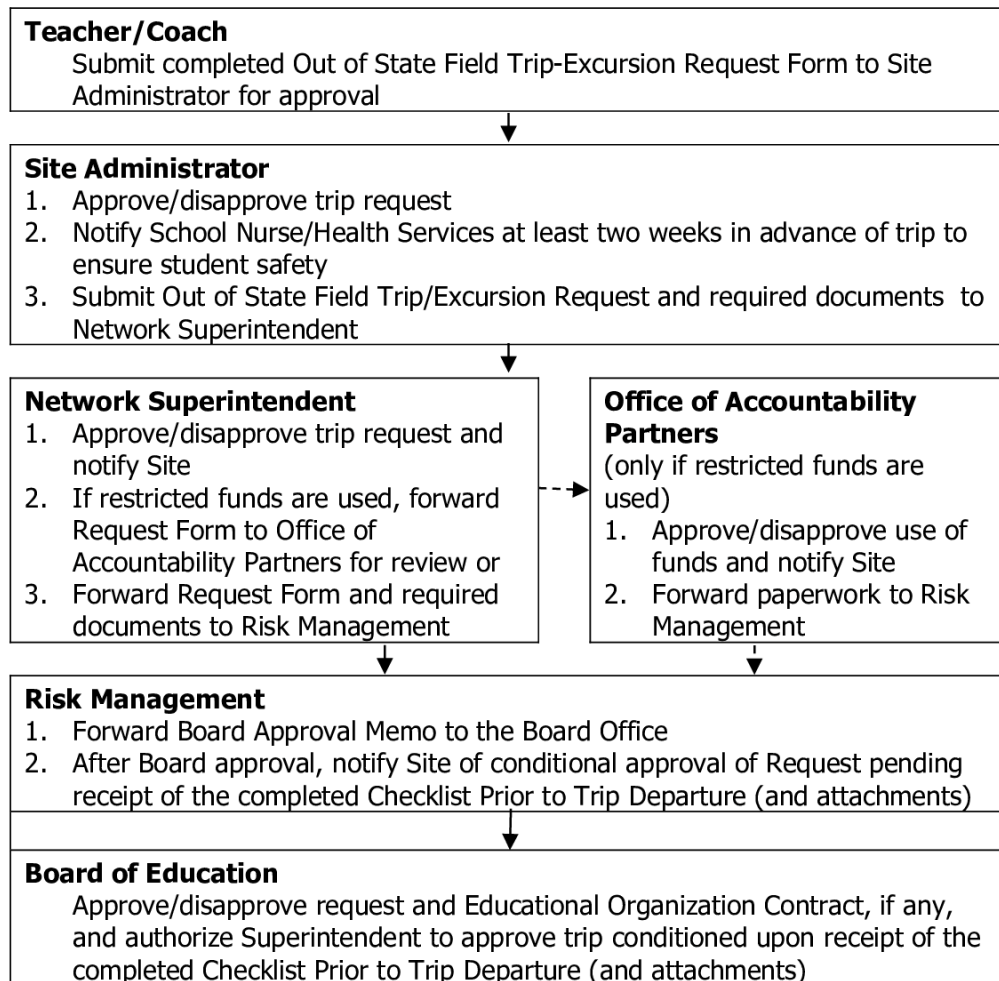 Teacher/Coach
Submit completed Out of State Field Trip-Excursion Request Form to Site
Administrator for approval
Site Administrator
1. Approve/disapprove trip request
2. Notify School Nurse/Health Services at least two weeks in advance of trip to
ensure student safety
3. Submit Out of State Field Trip/Excursion Request and required documents to
Network Superintendent
Network Superintendent
1. Approve/disapprove trip request and
notify Site
2. If restricted funds are used, forward
Request Form to Office of
Accountability Partners for review or
3. Forward Request Form and required
documents to Risk Management
Office of Accountability
Partners
(only if restricted funds are
used)
1. Approve/disapprove use of
funds and notify Site
2. Forward paperwork to Risk
Management
Risk Management
1. Forward Board Approval Memo to the Board Office
2. After Board approval, notify Site of conditional approval of Request pending
receipt of the completed Checklist Prior to Trip Departure (and attachments)
Board of Education
Approve/disapprove request and Educational Organization Contract, if any,
and authorize Superintendent to approve trip conditioned upon receipt of the
completed Checklist Prior to Trip Departure (and attachments)